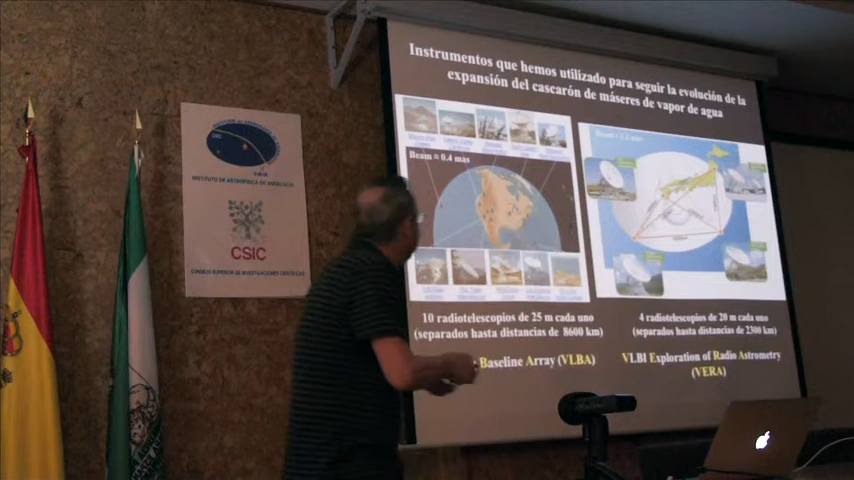 Instrumentos que hemos utilizado para seguir la evolución de la
expansión del cascarón de máseres de vapor de agua
Beam ≈ 0.4 mas
10 radiotelescopios de 25 m cada uno
(separados hasta distancias de 8600 km)
Baseline Array (VLBA)
4 radiotelescopios de 20 m cada uno
(separados hasta distancias de 2300 km)
VLBI Exploration of Radio Astrometry
(VERA)
INSTITUTO DE ASTROFISICA DE ANDALUCIA
CSIC
CONSEJO SUPERIOR DE INVESTIGACIONES CIENTIFICAS